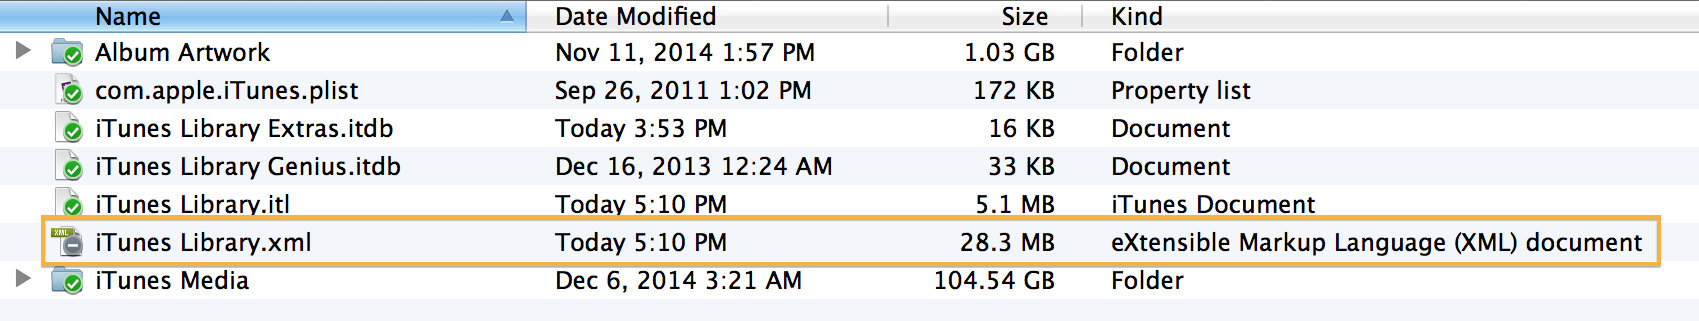 Name Date Modified Size Kind
Album Artwork Nov 11, 2014 1:57 PM 1.03 GB Folder
com.apple.iTunes.plist Sep 26, 2011 1:02 PM 172 KB Property list
iTunes Library Extras.itdb Today 3:53 PM 16 KB Document
iTunes Library Genius.itdb Dec 16, 2013 12:24 AM 33 KB Document
iTunes Library.itl Today 5:10 PM 5.1 MB iTunes Document
XML iTunes Library.xml Today 5:10 PM 28.3 MB eXtensible Markup Language (XML) document
iTunes Media Dec 6, 2014 3:21 AM 104.54 GB Folder